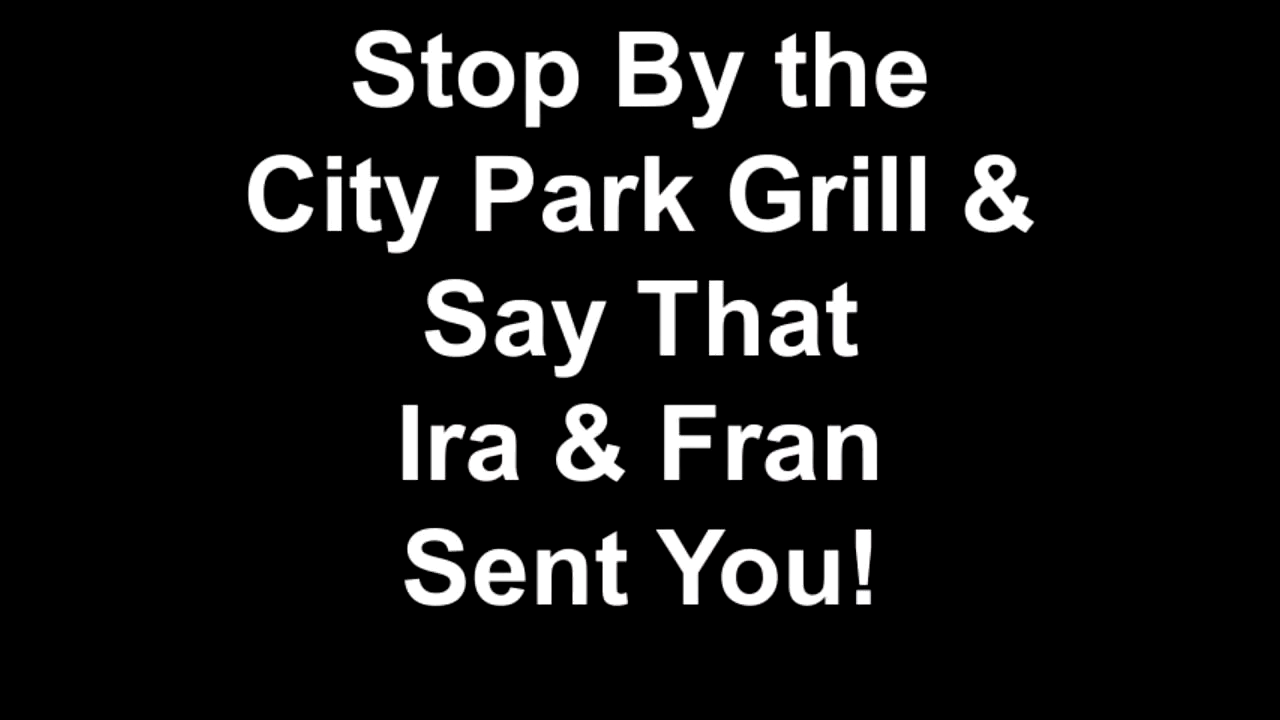 Stop By the
City Park Grill &
Say That
Ira & Fran
Sent You!